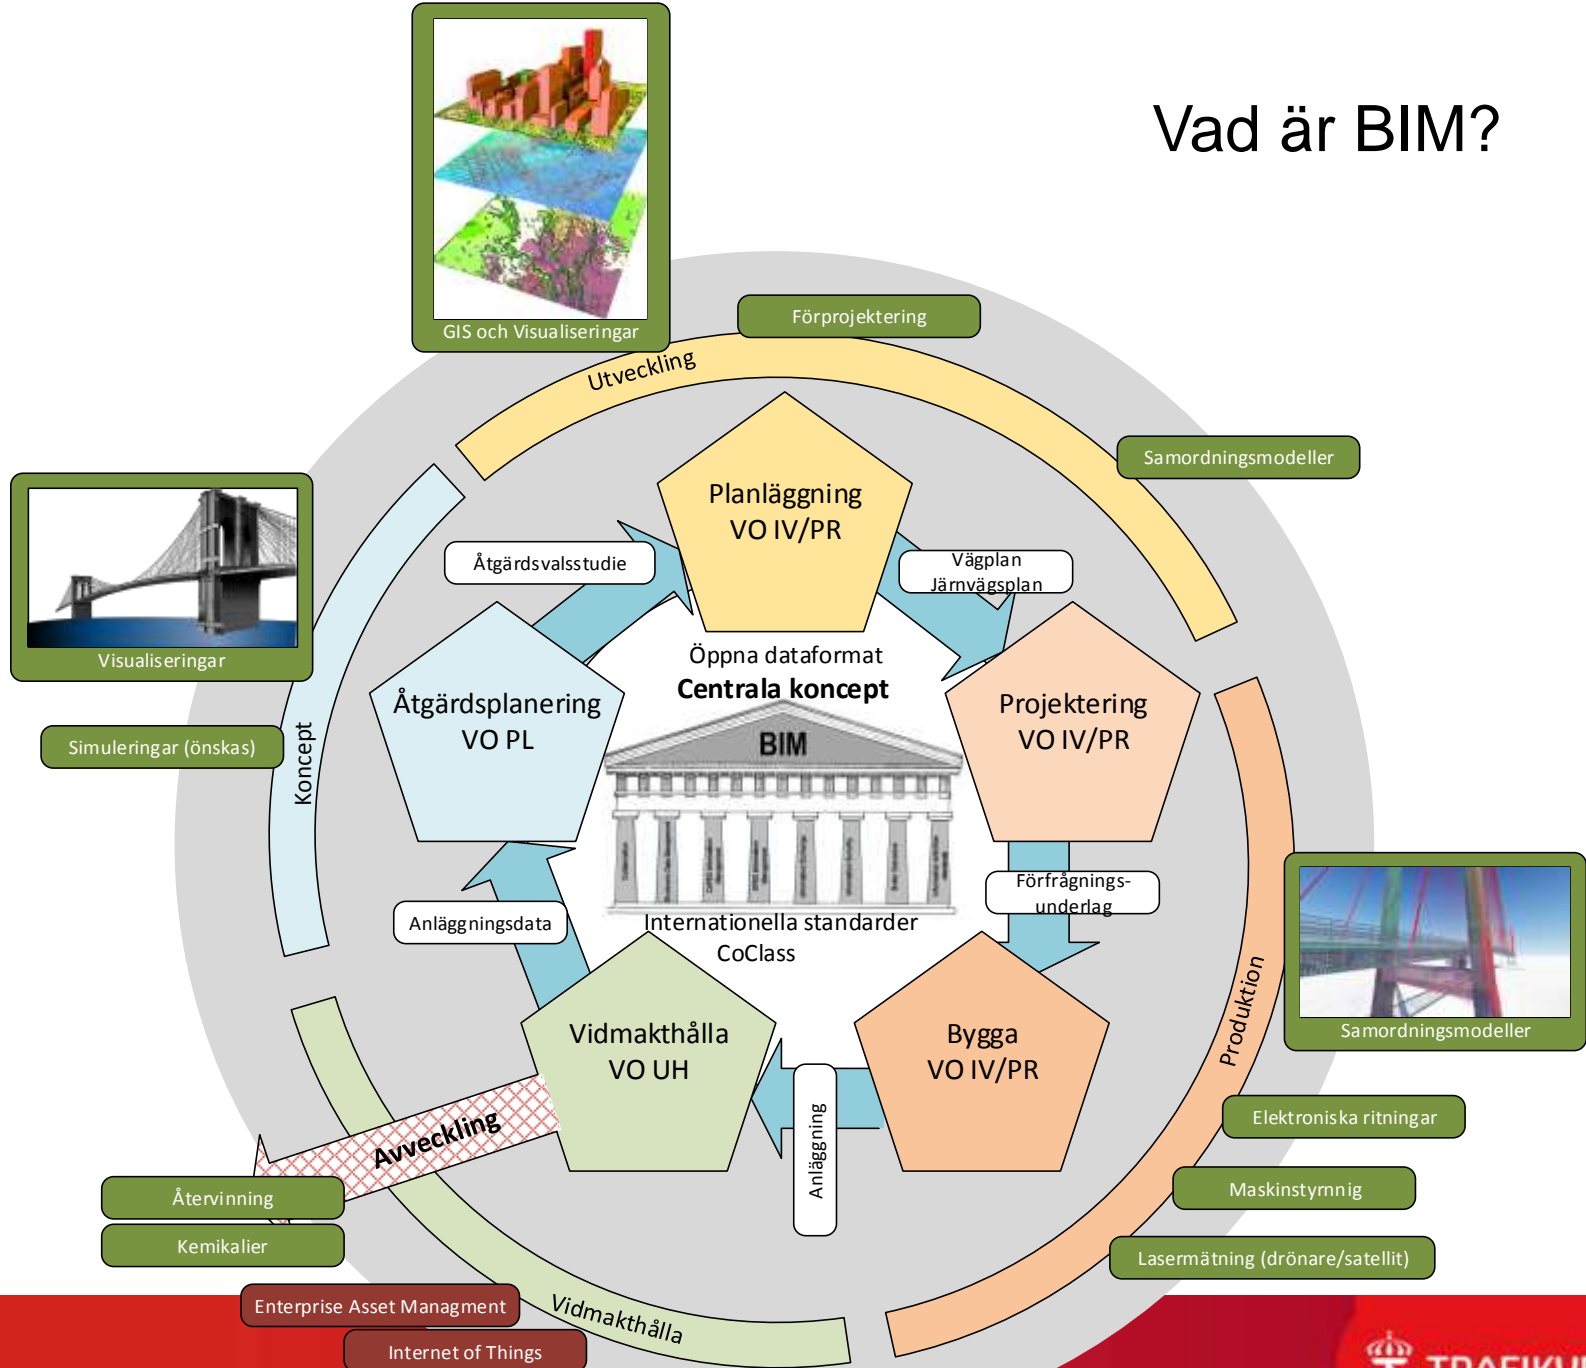 Vad är BIM?
GIS och Visualiseringar
Förprojektering
Utveckling
Samordningsmodeller
Planläggning
VO IV/PR
Åtgärdsvalsstudie
Vägplan
Järnvägsplan
Visualiseringar
Öppna dataformat
Centrala koncept
Åtgärdsplanering
VO PL
Projektering
VO IV/PR
Simuleringar (önskas)
Koncept
BIM
Förfrågnings-
underlag
Anläggningsdata
Internationella standarder
CoClass
Produktion
Samordningsmodeller
Vidmakthålla
VO UH
Bygga
VO IV/PR
Anläggning
Avveckling
Elektroniska ritningar
Maskinstyrnnig
Återvinning
Kemikalier
Lasermätning (drönare/satellit)
Enterprise Asset Managment
Vidmakthålla
Internet of Things